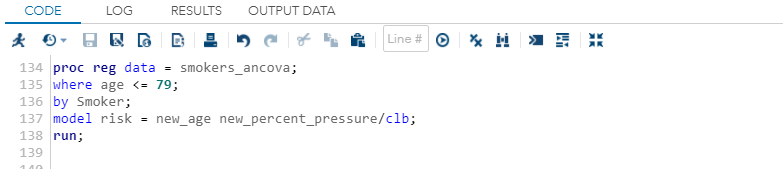 CODE LOG RESULTS OUTPUT DATA
Line #
134 proc reg data = smokers_ancova;
135 where age <= 79;
136 by Smoker;
137 model risk = new_age new_percent_pressure/clb;
138 run;
139